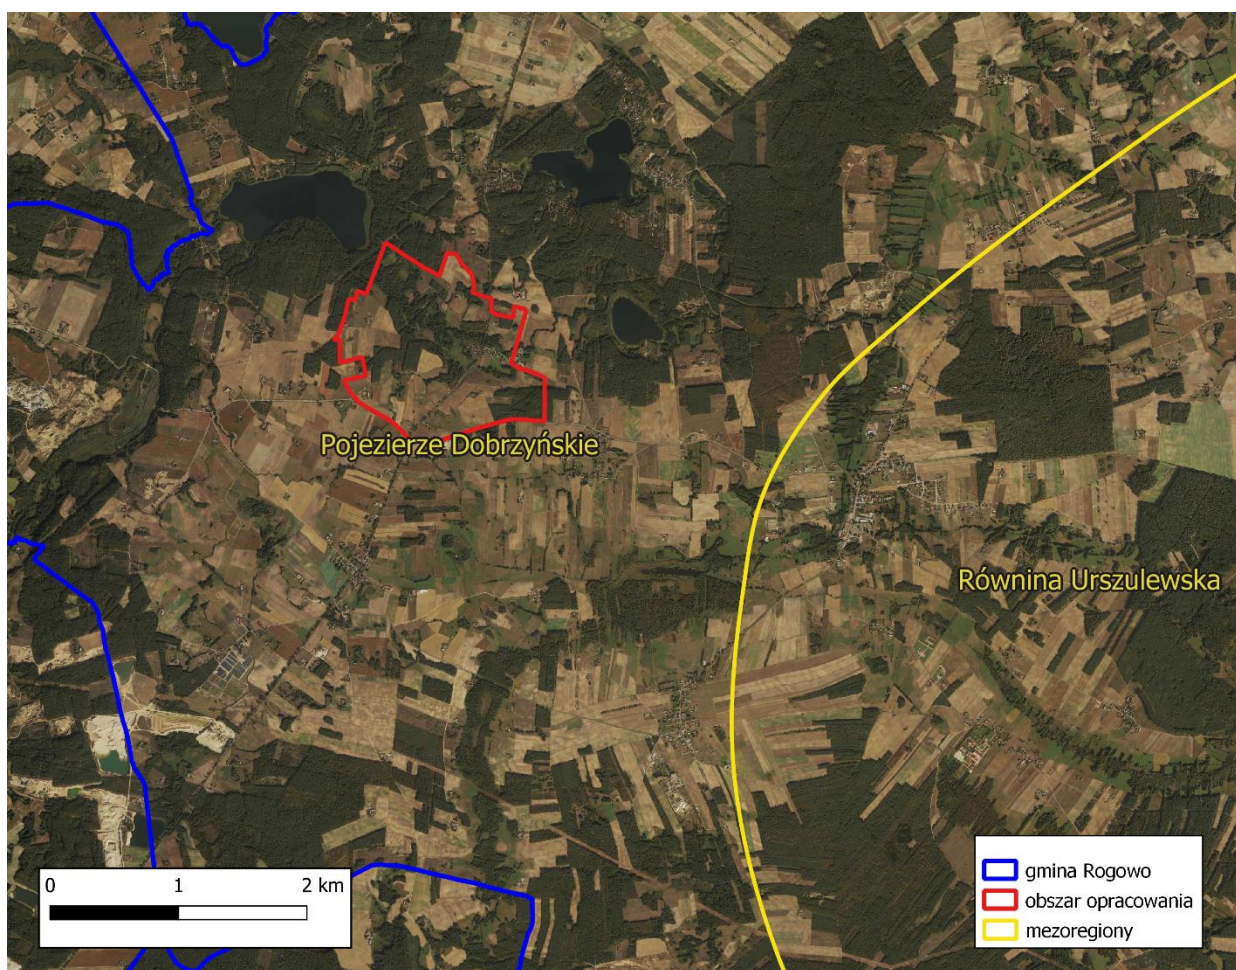 Pojezierze Dobrzyńskie
Równina Urszulewska
0 1 2 km
gmina Rogowo
obszar opracowania
mezoregiony